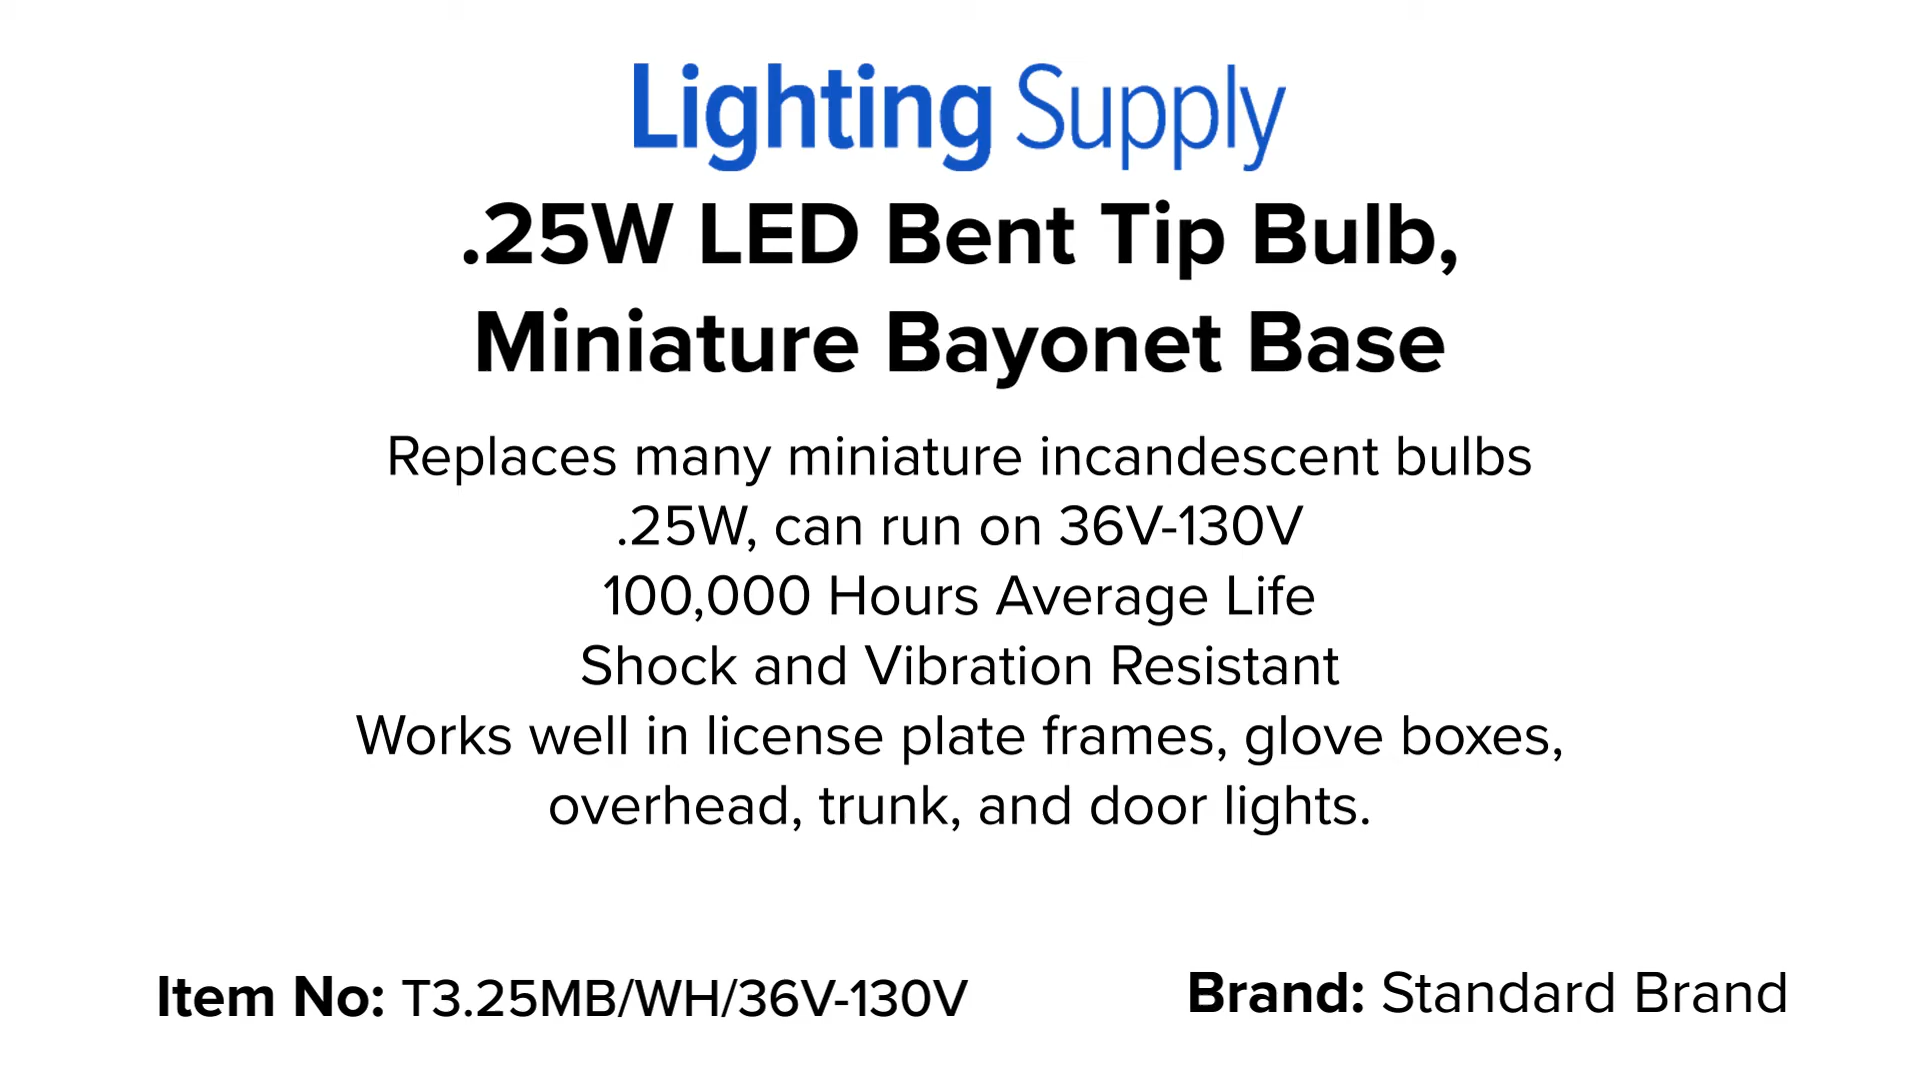 Lighting Supply
.25W LED Bent Tip Bulb,
Miniature Bayonet Base
Replaces many miniature incandescent bulbs
.25W, can run on 36V-130V
100,000 Hours Average Life
Shock and Vibration Resistant
Works well in license plate frames, glove boxes,
overhead, trunk, and door lights.
Item No: T3.25MB/WH/36V-130V
Brand: Standard Brand